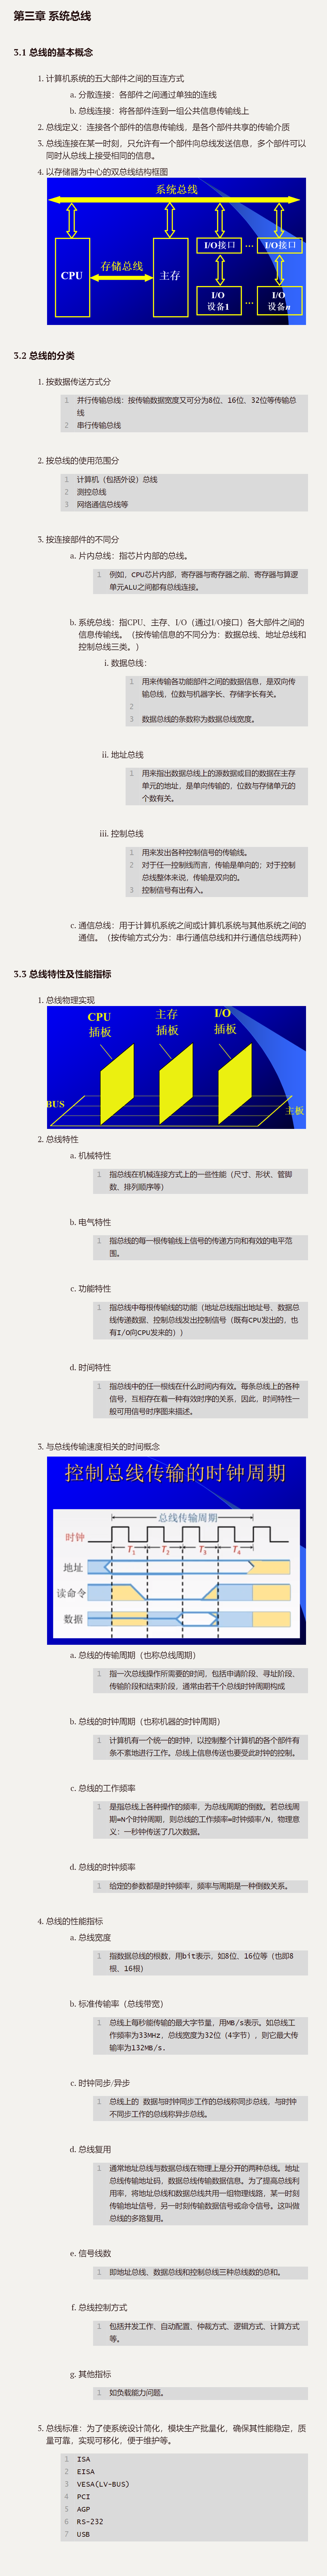 第三章 系统总线
3.1 总线的基本概念
1. 计算机系统的五大部件之间的互连方式
a. 分散连接：各部件之间通过单独的连线
b. 总线连接：将各部件连到一组公共信息传输线上
2. 总线定义：连接各个部件的信息传输线，是各个部件共享的传输介质
3. 总线连接在某一时刻，只允许有一个部件向总线发送信息，多个部件可以
同时从总线上接受相同的信息。
4. 以存储器为中心的双总线结构框图
系统总线
存储总线
CPU
主存
I/O接口 … I/O接口
I/O
设备1
…
I/O
设备n
3.2 总线的分类
1. 按数据传送方式分
1 并行传输总线：按传输数据宽度又可分为8位、16位、32位等传输总
线
2 串行传输总线
2. 按总线的使用范围分
1 计算机（包括外设）总线
2 测控总线
3 网络通信总线等
3. 按连接部件的不同分
a. 片内总线：指芯片内部的总线。
1 例如，CPU芯片内部，寄存器与寄存器之前、寄存器与算逻
单元ALU之间都有总线连接。
b. 系统总线：指CPU、主存、I/O（通过I/O接口）各大部件之间的
信息传输线。（按传输信息的不同分为：数据总线、地址总线和
控制总线三类。）
i. 数据总线：
1 用来传输各功能部件之间的数据信息，是双向传
输总线，位数与机器字长、存储字长有关。
2
3 数据总线的条数称为数据总线宽度。
ii. 地址总线
1 用来指出数据总线上的源数据或目的数据在主存
单元的地址，是单向传输的，位数与存储单元的
个数有关。
iii. 控制总线
1 用来发出各种控制信号的传输线。
2 对于任一控制线而言，传输是单向的；对于控制
总线整体来说，传输是双向的。
3 控制信号有出有入。
c. 通信总线：用于计算机系统之间或计算机系统与其他系统之间的
通信。（按传输方式分为：串行通信总线和并行通信总线两种）
3.3 总线特性及性能指标
1. 总线物理实现
CPU
插板
主存
插板
I/O
插板
BUS
主板
2. 总线特性
a. 机械特性
1 指总线在机械连接方式上的一些性能（尺寸、形状、管脚
数、排列顺序等）
b. 电气特性
1 指总线的每一根传输线上信号的传递方向和有效的电平范
围。
c. 功能特性
1 指总线中每根传输线的功能（地址总线指出地址号、数据总
线传递数据，控制总线发出控制信号（既有CPU发出的，也
有I/O向CPU发来的））
d. 时间特性
1 指总线中的任一根线在什么时间内有效。每条总线上的各种
信号，互相存在着一种有效时序的关系，因此，时间特性一
般可用信号时序图来描述。
3. 与总线传输速度相关的时间概念
控制总线传输的时钟周期
总线传输周期
时钟
T1 T2 T3 T4
地址
读命令
数据
a. 总线的传输周期（也称总线周期）
1 指一次总线操作所需要的时间，包括申请阶段、寻址阶段、
传输阶段和结束阶段，通常由若干个总线时钟周期构成
b. 总线的时钟周期（也称机器的时钟周期）
1 计算机有一个统一的时钟，以控制整个计算机的各个部件有
条不紊地进行工作。总线上信息传送也要受此时钟的控制。
c. 总线的工作频率
1 是指总线上各种操作的频率，为总线周期的倒数。若总线周
期=N个时钟周期，则总线的工作频率=时钟频率/N，物理意
义：一秒钟传送了几次数据。
d. 总线的时钟频率
1 给定的参数都是时钟频率，频率与周期是一种倒数关系。
4. 总线的性能指标
a. 总线宽度
1 指数据总线的根数，用bit表示，如8位、16位等（也即8
根、16根）
b. 标准传输率（总线带宽）
1 总线上每秒能传输的最大字节量，用MB/s表示。如总线工
作频率为33MHz，总线宽度为32位（4字节），则它最大传
输率为132MB/s.
c. 时钟同步/异步
1 总线上的 数据与时钟同步工作的总线称同步总线，与时钟
不同步工作的总线称异步总线。
d. 总线复用
1 通常地址总线与数据总线在物理上是分开的两种总线。地址
总线传输地址码，数据总线传输数据信息。为了提高总线利
用率，将地址总线和数据总线共用一组物理线路，某一时刻
传输地址信号，另一时刻传输数据信号或命令信号。这叫做
总线的多路复用。
e. 信号线数
1 即地址总线、数据总线和控制总线三种总线数的总和。
f. 总线控制方式
1 包括并发工作、自动配置、仲裁方式、逻辑方式、计算方式
等。
g. 其他指标
1 如负载能力问题。
5. 总线标准：为了使系统设计简化，模块生产批量化，确保其性能稳定，质
量可靠，实现可移化，便于维护等。
1 ISA
2 EISA
3 VESA(LV-BUS)
4 PCI
5 AGP
6 RS-232
7 USB